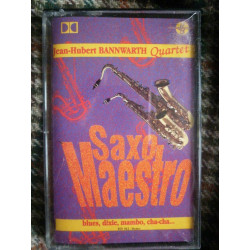 Jean-Hubert BANNWARTH Quartet
Saxo
Maestro
blues, dixie, mambo, cha-cha...